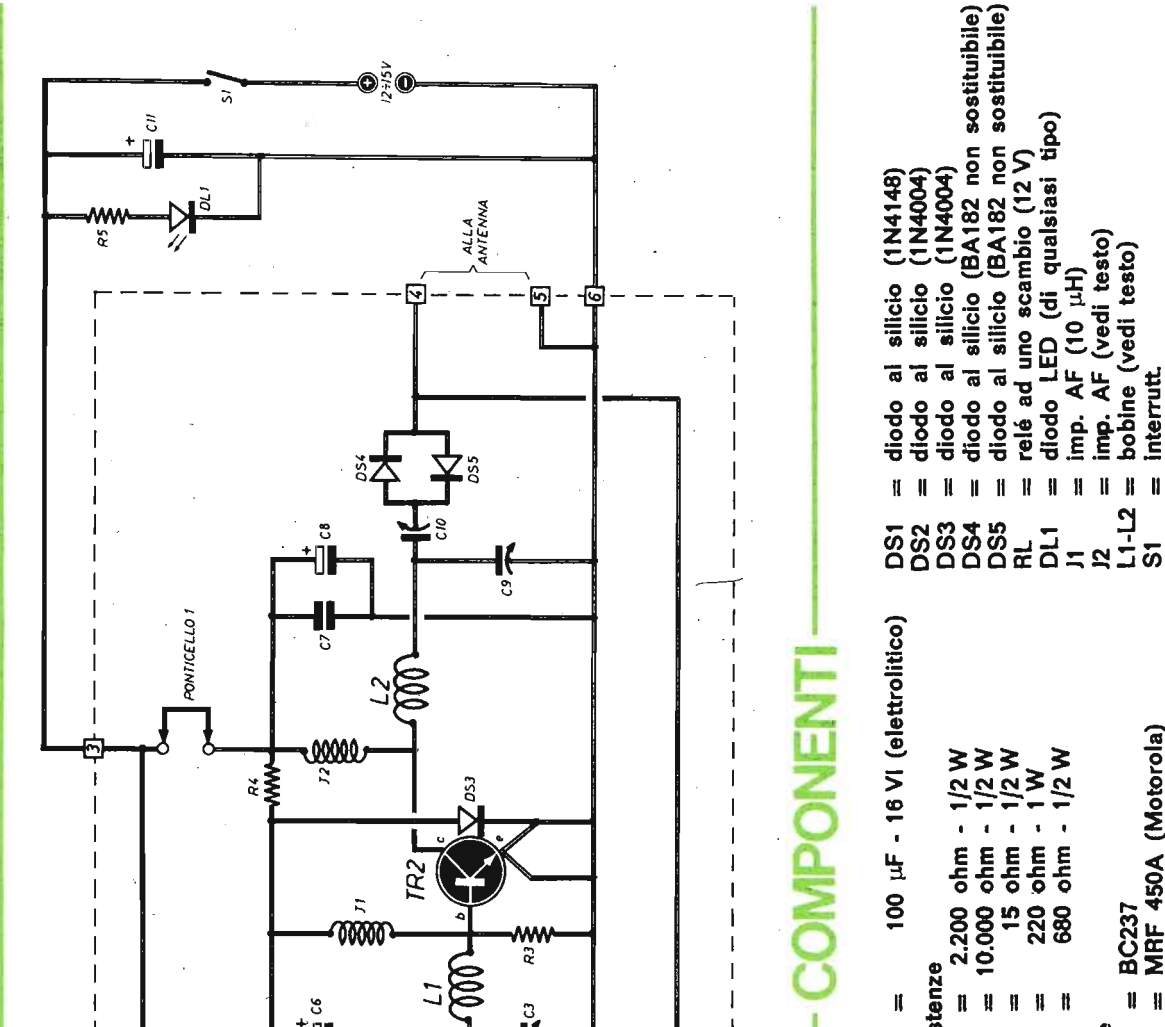 S1
12÷15V
+
C11
R5
DL1
ALLA
ANTENNA
4
5
6
DS4
DS5
C10
C9
+
C8
C7
PONTICELLO 1
L2
3
J2
R4
DS3
c
e
TR2
b
J1
R3
L1
+
C6
C3
COMPONENTI
= 100 µF - 16 Vl (elettrolitico)
stenze
= 2.200 ohm - 1/2 W
= 10.000 ohm - 1/2 W
= 15 ohm - 1/2 W
= 220 ohm - 1 W
= 680 ohm - 1/2 W
= BC237
= MRF 450A (Motorola)
DS1 = diodo al silicio (1N4148)
DS2 = diodo al silicio (1N4004)
DS3 = diodo al silicio (1N4004)
DS4 = diodo al silicio (BA182 non sostituibile)
DS5 = diodo al silicio (BA182 non sostituibile)
RL = relé ad uno scambio (12 V)
DL1 = diodo LED (di qualsiasi tipo)
J1 = imp. AF (10 µH)
J2 = imp. AF (vedi testo)
L1-L2 = bobine (vedi testo)
S1 = interrutt.